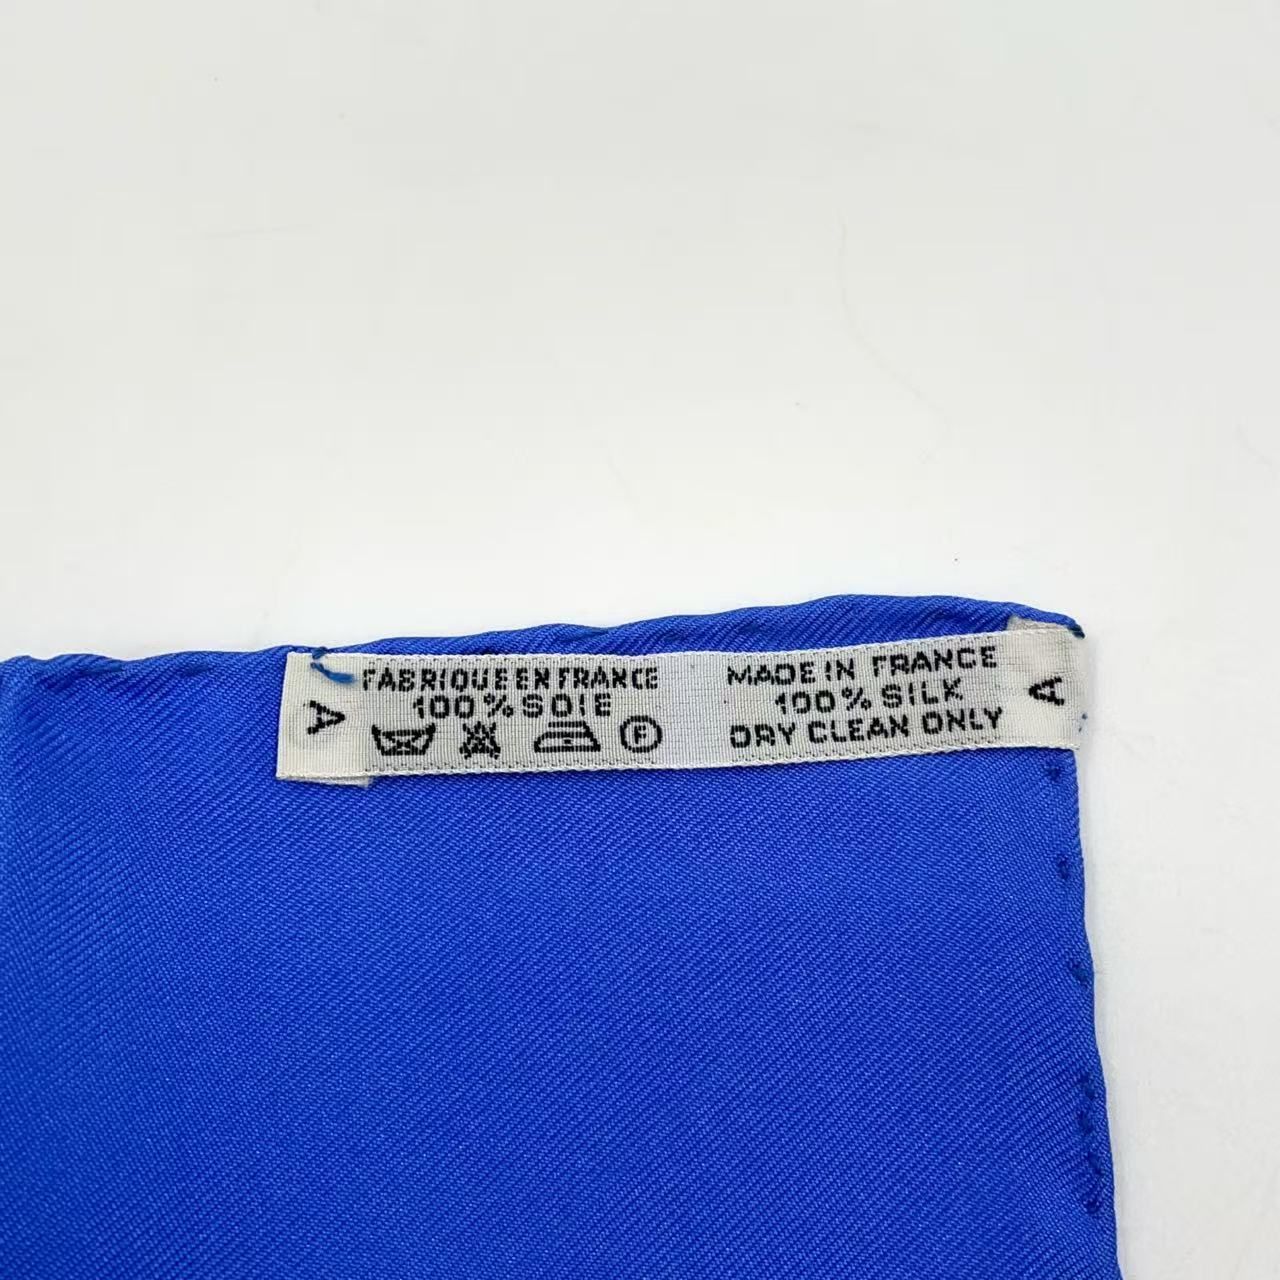 A
FABRIQUE EN FRANCE
100% SOIE
F
MADE IN FRANCE
100% SILK
DRY CLEAN ONLY
A